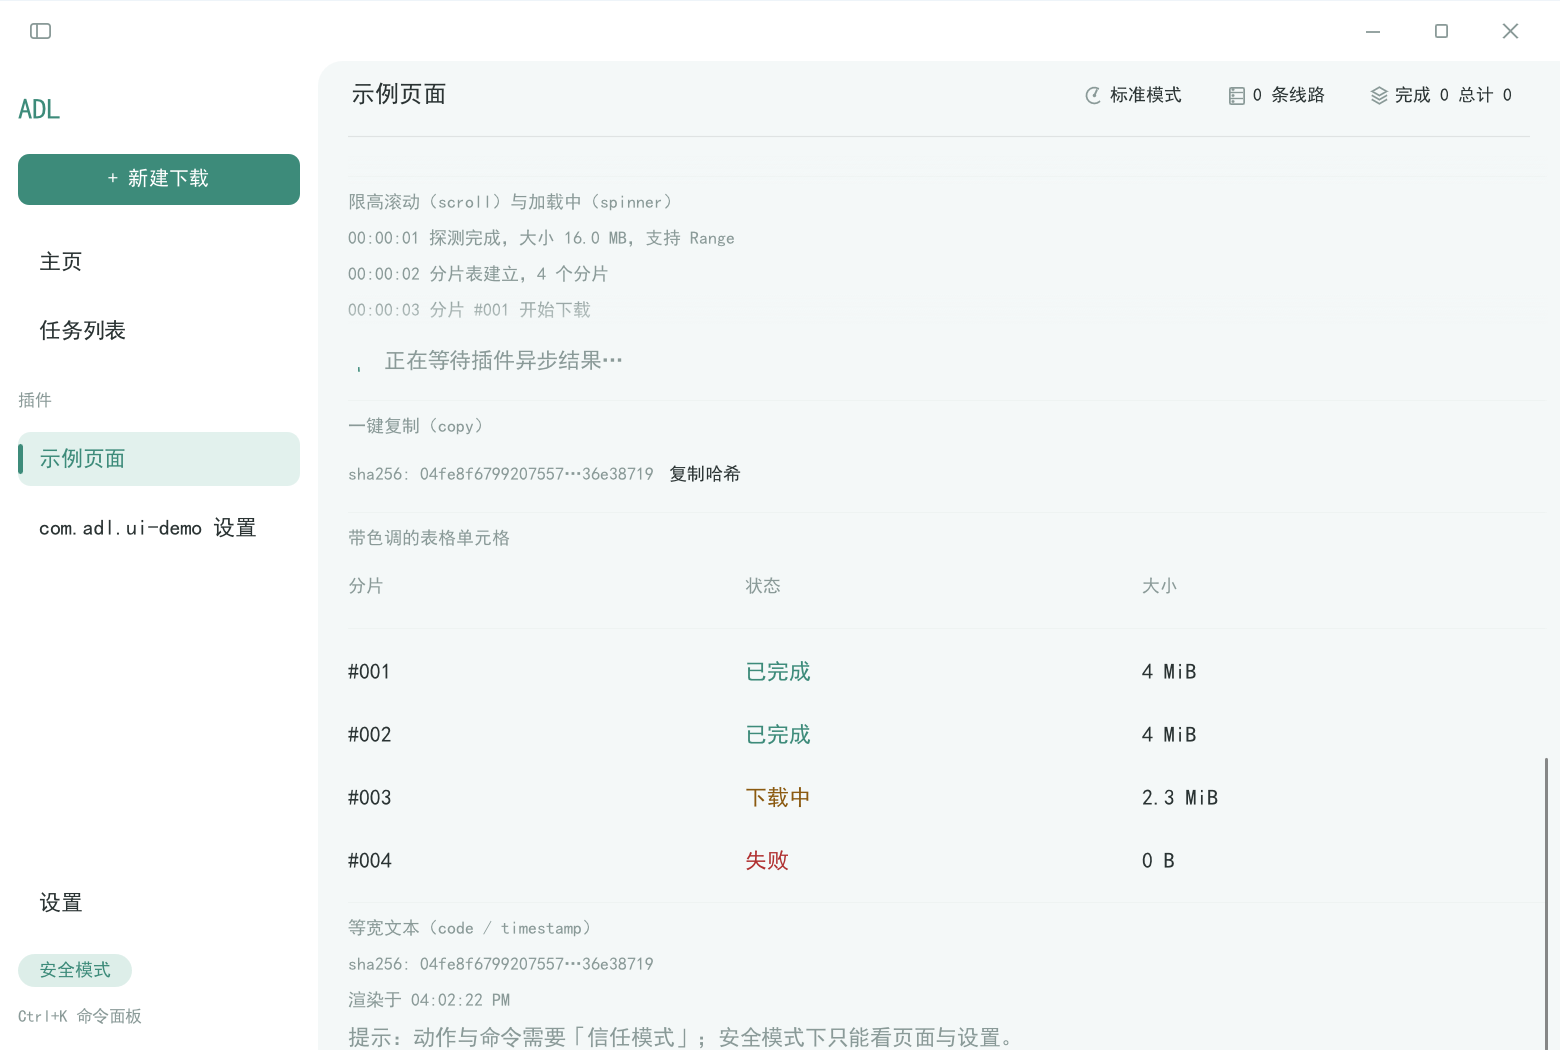 ADL
+ 新建下载
主页
任务列表
插件
示例页面
com.adl.ui-demo 设置
设置
安全模式
Ctrl+K 命令面板
示例页面
标准模式
0 条线路
完成 0 总计 0
限高滚动（scroll）与加载中（spinner）
00:00:01 探测完成，大小 16.0 MB，支持 Range
00:00:02 分片表建立，4 个分片
00:00:03 分片 #001 开始下载
正在等待插件异步结果…
一键复制（copy）
sha256: 04fe8f6799207557…36e38719 复制哈希
带色调的表格单元格
分片 状态 大小
#001 已完成 4 MiB
#002 已完成 4 MiB
#003 下载中 2.3 MiB
#004 失败 0 B
等宽文本（code / timestamp）
sha256: 04fe8f6799207557…36e38719
渲染于 04:02:22 PM
提示：动作与命令需要「信任模式」；安全模式下只能看页面与设置。